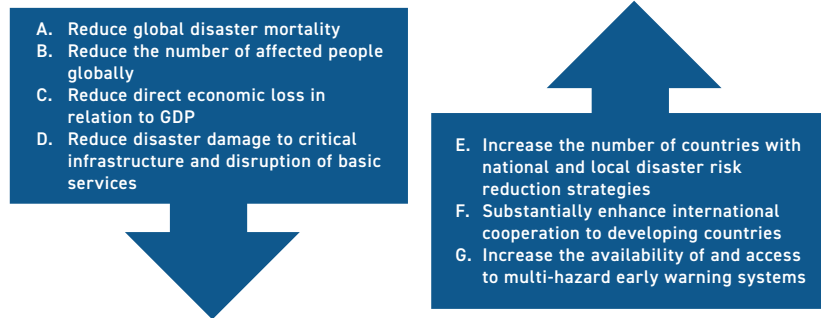 A. Reduce global disaster mortality
B. Reduce the number of affected people
globally
C. Reduce direct economic loss in
relation to GDP
D. Reduce disaster damage to critical
infrastructure and disruption of basic
services
E. Increase the number of countries with
national and local disaster risk
reduction strategies
F. Substantially enhance international
cooperation to developing countries
G. Increase the availability of and access
to multi-hazard early warning systems